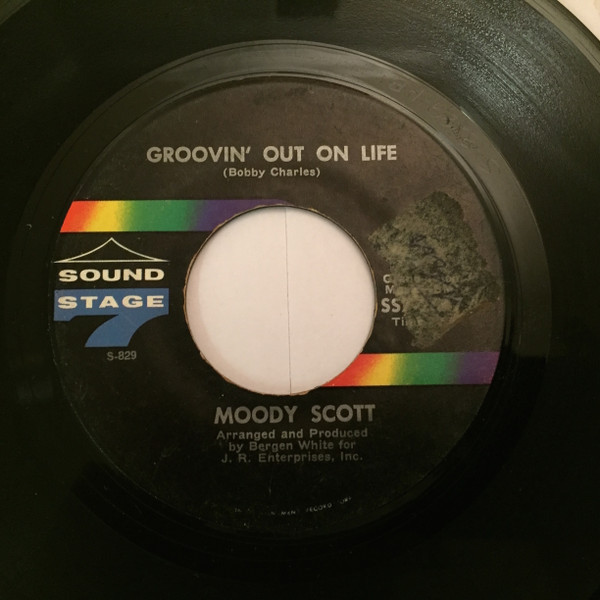 GROOVIN' OUT ON LIFE
(Bobby Charles)
SOUND
STAGE
7
S-829
SS
MOODY SCOTT
Arranged and Produced
by Bergen White for
J. R. Enterprises, Inc.